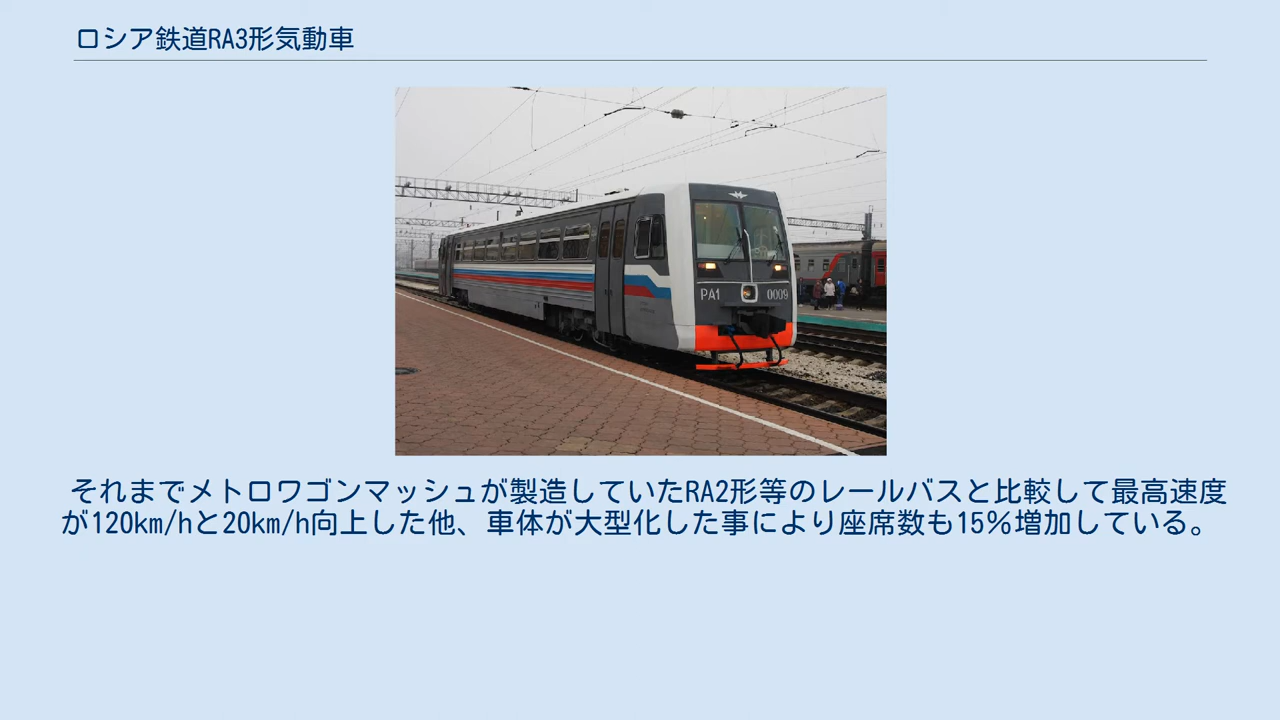 ロシア鉄道RA3形気動車
РА1 0009
それまでメトロワゴンマッシュが製造していたRA2形等のレールバスと比較して最高速度
が120km/hと20km/h向上した他、車体が大型化した事により座席数も15％増加している。